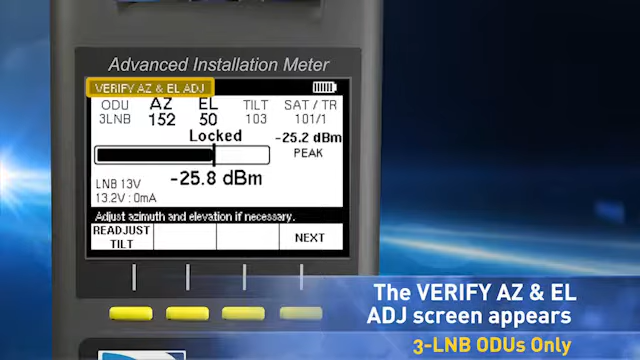 Advanced Installation Meter
VERIFY AZ & EL ADJ
ODU AZ EL TILT SAT / TR
3LNB 152 50 103 101/1
Locked
-25.2 dBm
PEAK
-25.8 dBm
LNB 13V
13.2V : 0mA
Adjust azimuth and elevation if necessary.
READJUST
TILT
NEXT
The VERIFY AZ & EL
ADJ screen appears
3-LNB ODUs Only